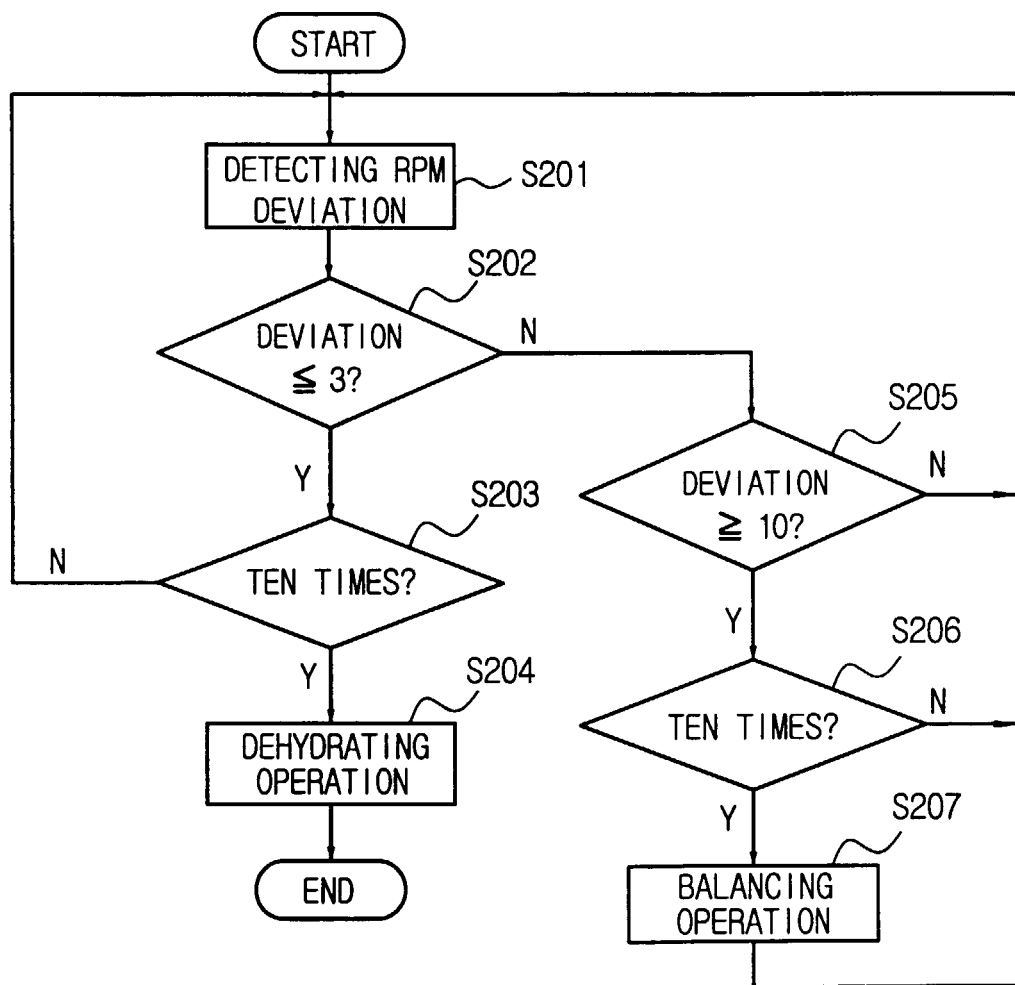 START
DETECTING RPM
DEVIATION
S201
S202
DEVIATION
≦ 3?
N
Y
S205
DEVIATION
≧ 10?
N
Y
S203
TEN TIMES?
N
Y
S206
TEN TIMES?
N
Y
S204
DEHYDRATING
OPERATION
S207
BALANCING
OPERATION
END